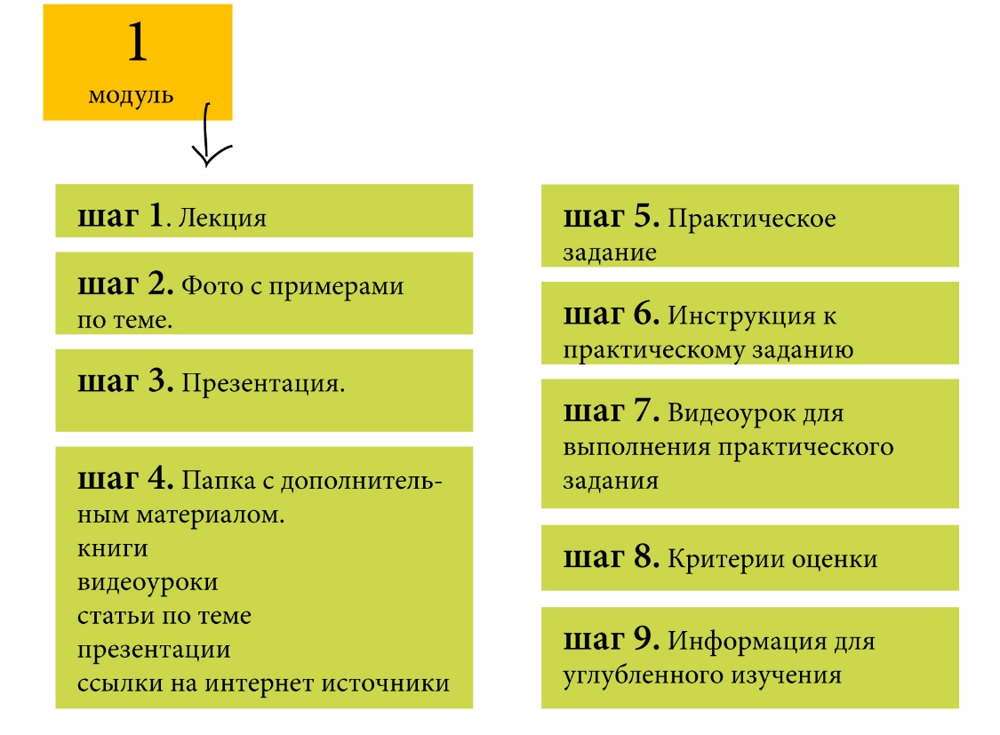 1
модуль
шаг 1. Лекция
шаг 2. Фото с примерами
по теме.
шаг 3. Презентация.
шаг 4. Папка с дополнитель-
ным материалом.
книги
видеоуроки
статьи по теме
презентации
ссылки на интернет источники
шаг 5. Практическое
задание
шаг 6. Инструкция к
практическому заданию
шаг 7. Видеоурок для
выполнения практического
задания
шаг 8. Критерии оценки
шаг 9. Информация для
углубленного изучения